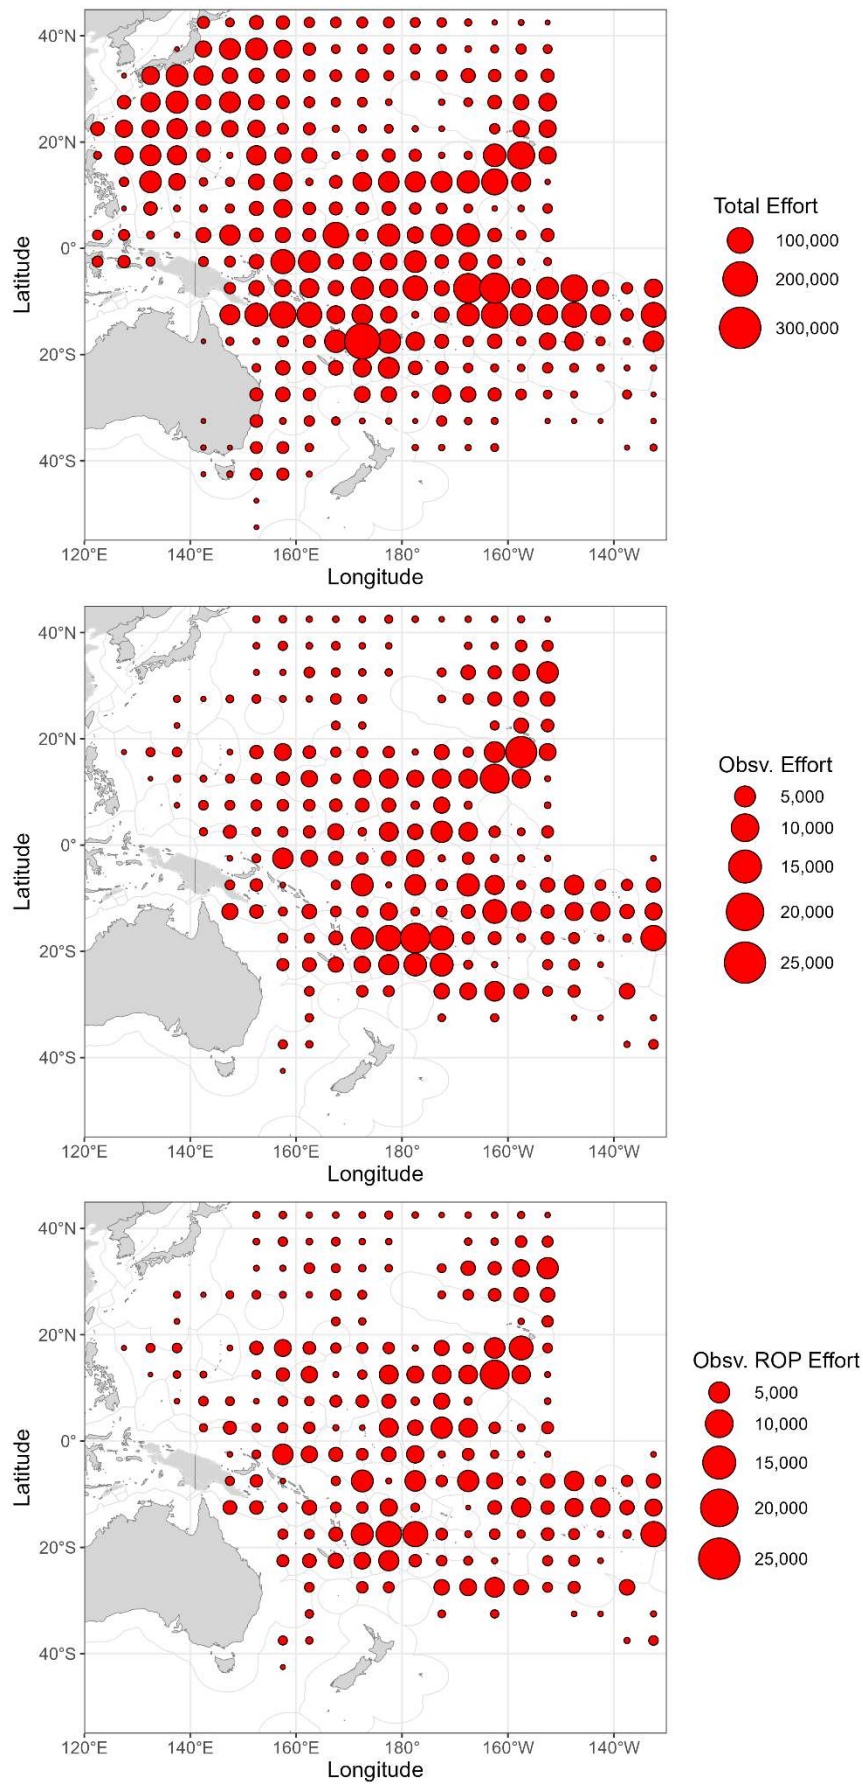 40°N
20°N
0°
20°S
40°S
Latitude
120°E 140°E 160°E 180° 160°W 140°W
Longitude
Total Effort
100,000
200,000
300,000
40°N
20°N
0°
20°S
40°S
Latitude
120°E 140°E 160°E 180° 160°W 140°W
Longitude
Obsv. Effort
5,000
10,000
15,000
20,000
25,000
40°N
20°N
0°
20°S
40°S
Latitude
120°E 140°E 160°E 180° 160°W 140°W
Longitude
Obsv. ROP Effort
5,000
10,000
15,000
20,000
25,000